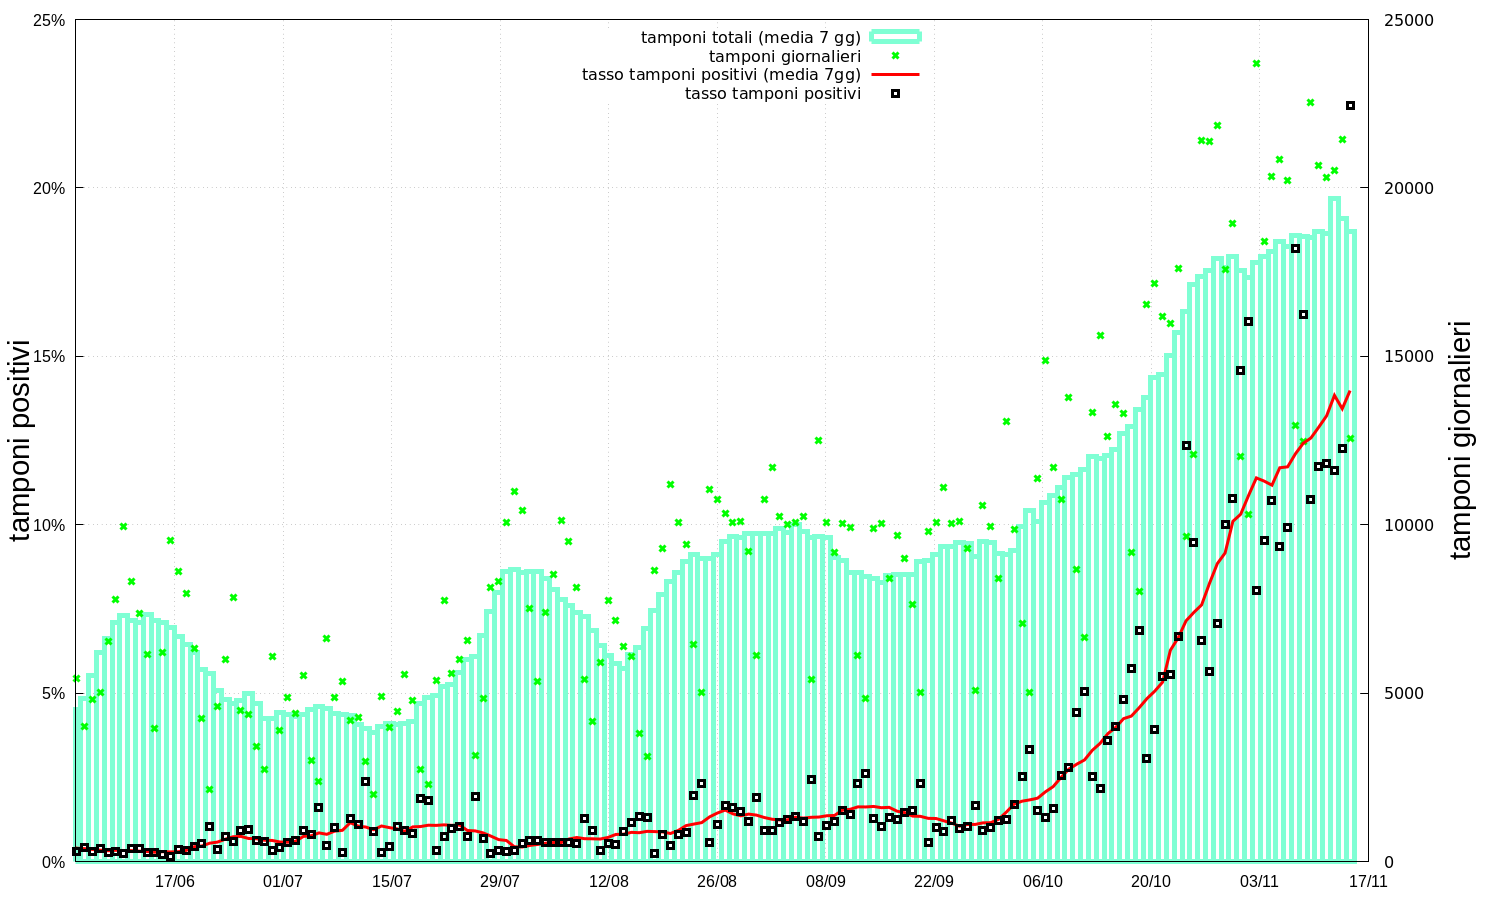 tamponi totali (media 7 gg)
tamponi giornalieri
tasso tamponi positivi (media 7gg)
tasso tamponi positivi
25%
20%
15%
10%
5%
0%
tamponi positivi
25000
20000
15000
10000
5000
0
tamponi giornalieri
17/06 01/07 15/07 29/07 12/08 26/08 08/09 22/09 06/10 20/10 03/11 17/11